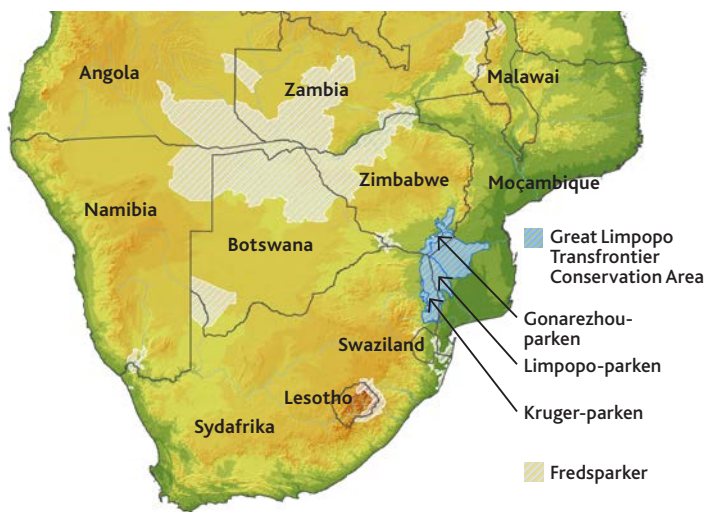 Angola
Zambia
Malawai
Zimbabwe
Moçambique
Namibia
Botswana
Great Limpopo
Transfrontier
Conservation Area
Gonarezhou-
parken
Swaziland
Limpopo-parken
Lesotho
Kruger-parken
Sydafrika
Fredsparker